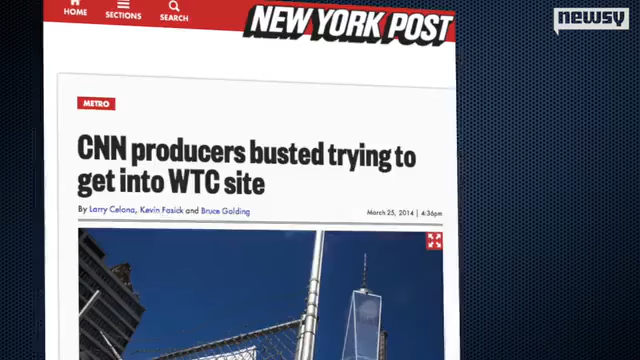 HOME
SECTIONS
SEARCH
NEW YORK POST
newsy
METRO
CNN producers busted trying to
get into WTC site
By Larry Celona, Kevin Fasick and Bruce Golding
March 25, 2014 | 4:36pm